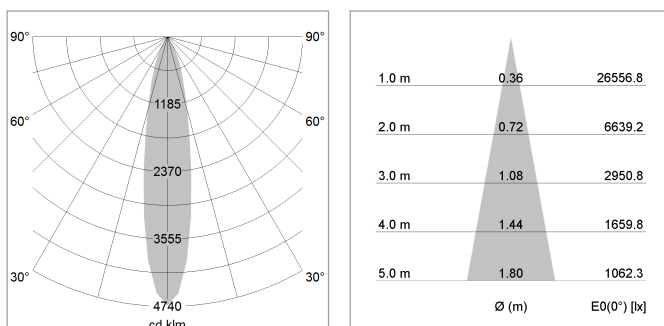 90° 90°
1185
60° 60°
2370
3555
30° 30°
4740
cd klm
1.0 m 0.36 26556.8
2.0 m 0.72 6639.2
3.0 m 1.08 2950.8
4.0 m 1.44 1659.8
5.0 m 1.80 1062.3
Ø (m) E0(0°) [lx]